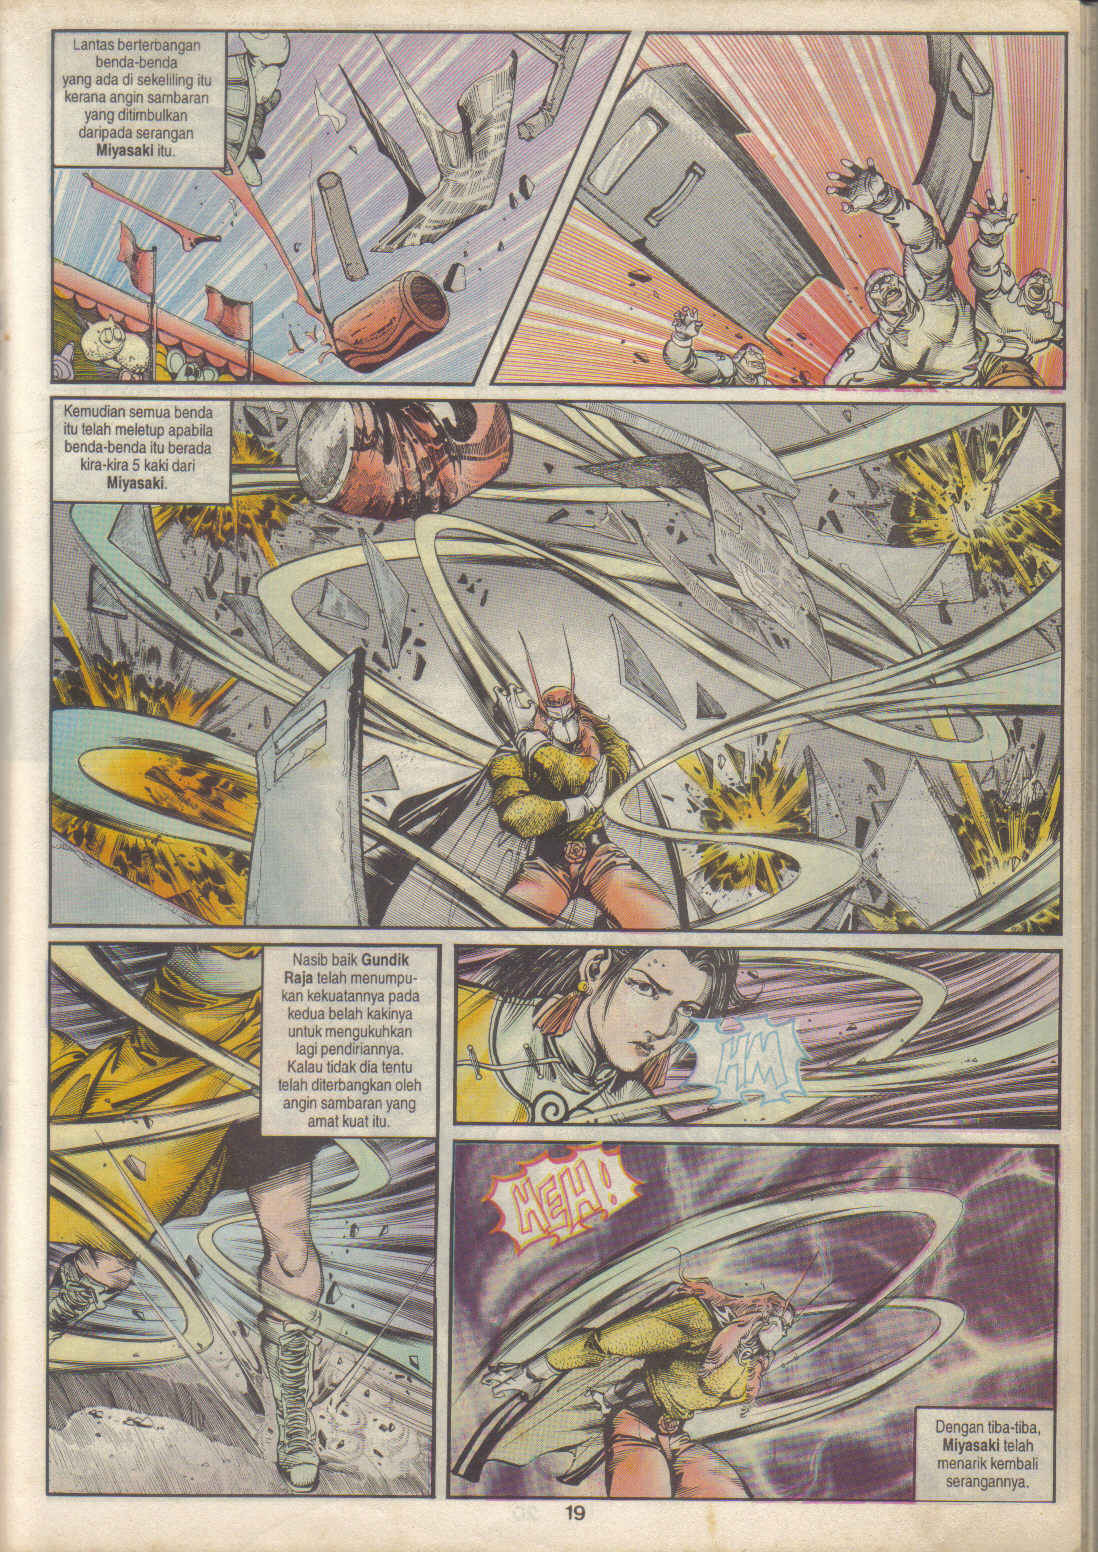 Lantas berterbangan
benda-benda
yang ada di sekeliling itu
kerana angin sambaran
yang ditimbulkan
daripada serangan
Miyasaki itu.
Kemudian semua benda
itu telah meletup apabila
benda-benda itu berada
kira-kira 5 kaki dari
Miyasaki.
Nasib baik Gundik
Raja telah menumpu-
kan kekuatannya pada
kedua belah kakinya
untuk mengukuhkan
lagi pendiriannya.
Kalau tidak dia tentu
telah diterbangkan oleh
angin sambaran yang
amat kuat itu.
HM
HEH!
Dengan tiba-tiba,
Miyasaki telah
menarik kembali
serangannya.
19